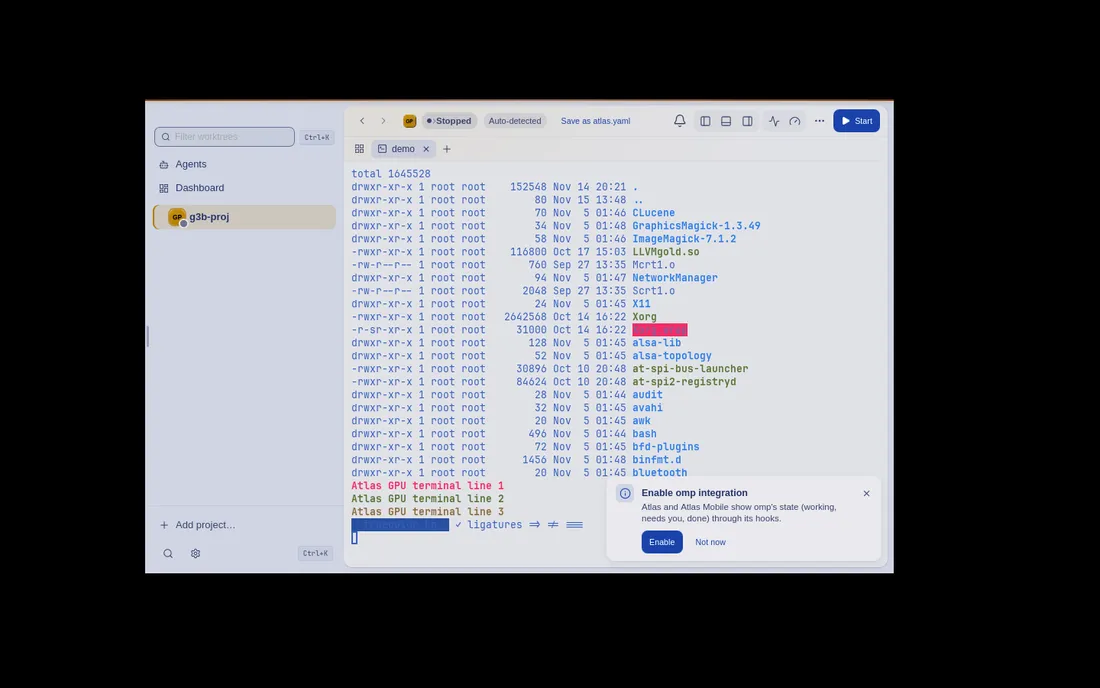 Filter worktrees
Ctrl+K
Agents
Dashboard
GP g3b-proj
Add project…
Ctrl+K
GP
Stopped
Auto-detected
Save as atlas.yaml
Start
demo
total 1645528
drwxr-xr-x 1 root root 152548 Nov 14 20:21 .
drwxr-xr-x 1 root root 80 Nov 15 13:48 ..
drwxr-xr-x 1 root root 70 Nov 5 01:46 CLucene
drwxr-xr-x 1 root root 34 Nov 5 01:48 GraphicsMagick-1.3.49
drwxr-xr-x 1 root root 58 Nov 5 01:46 ImageMagick-7.1.2
-rwxr-xr-x 1 root root 116800 Oct 17 15:03 LLVMgold.so
-rw-r--r-- 1 root root 760 Sep 27 13:35 Mcrt1.o
drwxr-xr-x 1 root root 94 Nov 5 01:47 NetworkManager
-rw-r--r-- 1 root root 2048 Sep 27 13:35 Scrt1.o
drwxr-xr-x 1 root root 24 Nov 5 01:45 X11
-rwxr-xr-x 1 root root 2642568 Oct 14 16:22 Xorg
-r-sr-xr-x 1 root root 31000 Oct 14 16:22
drwxr-xr-x 1 root root 128 Nov 5 01:45 alsa-lib
drwxr-xr-x 1 root root 52 Nov 5 01:45 alsa-topology
-rwxr-xr-x 1 root root 30896 Oct 10 20:48 at-spi-bus-launcher
-rwxr-xr-x 1 root root 84624 Oct 10 20:48 at-spi2-registryd
drwxr-xr-x 1 root root 28 Nov 5 01:44 audit
drwxr-xr-x 1 root root 32 Nov 5 01:45 avahi
drwxr-xr-x 1 root root 20 Nov 5 01:45 awk
drwxr-xr-x 1 root root 496 Nov 5 01:44 bash
drwxr-xr-x 1 root root 72 Nov 5 01:45 bfd-plugins
drwxr-xr-x 1 root root 1456 Nov 5 01:48 binfmt.d
drwxr-xr-x 1 root root 20 Nov 5 01:45 bluetooth
Atlas GPU terminal line 1
Atlas GPU terminal line 2
Atlas GPU terminal line 3
✓ ligatures ⇒ ≠ ≡
Enable omp integration
Atlas and Atlas Mobile show omp's state (working,
needs you, done) through its hooks.
Enable
Not now